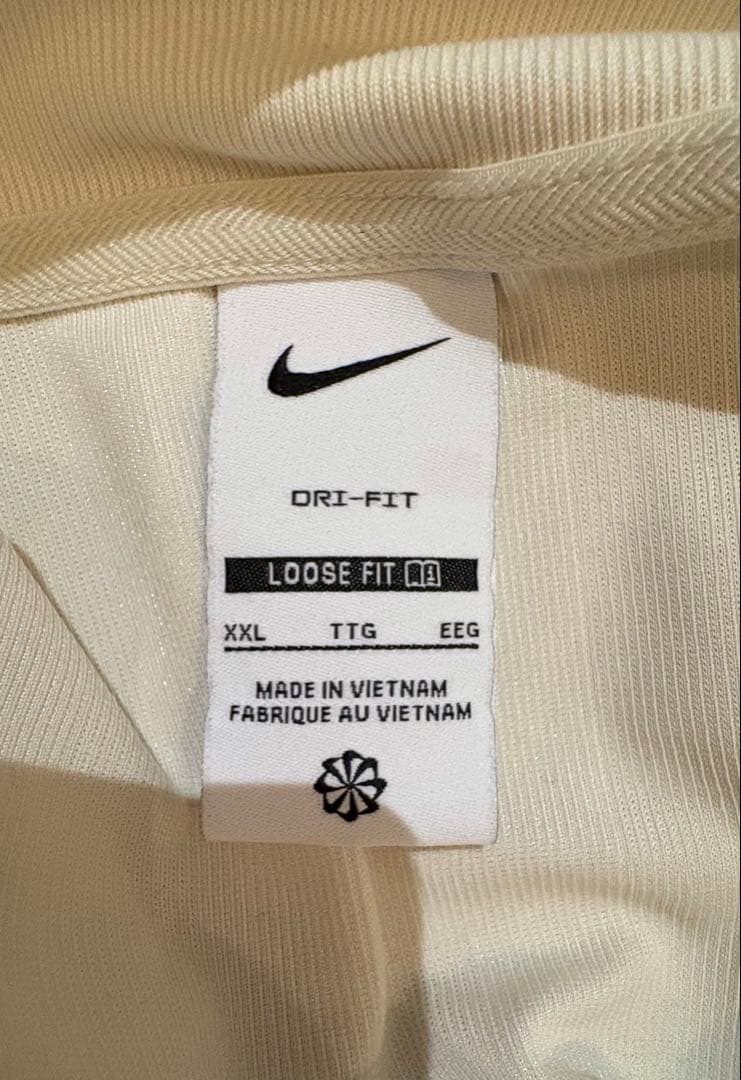 DRI-FIT
LOOSE FIT
XXL TTG EEG
MADE IN VIETNAM
FABRIQUE AU VIETNAM